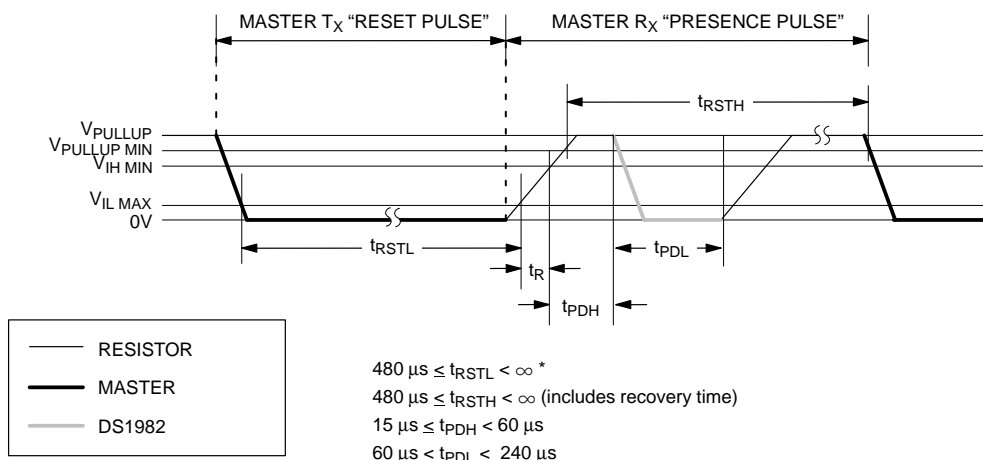 MASTER TX “RESET PULSE”
MASTER RX “PRESENCE PULSE”
tRSTH
VPULLUP
VPULLUP MIN
VIH MIN
VIL MAX
0V
tRSTL
tPDL
tR
tPDH
RESISTOR
MASTER
DS1982
480 μs ≤ tRSTL < ∞ *
480 μs ≤ tRSTH < ∞ (includes recovery time)
15 μs ≤ tPDH < 60 μs
60 μs < tPDL < 240 μs